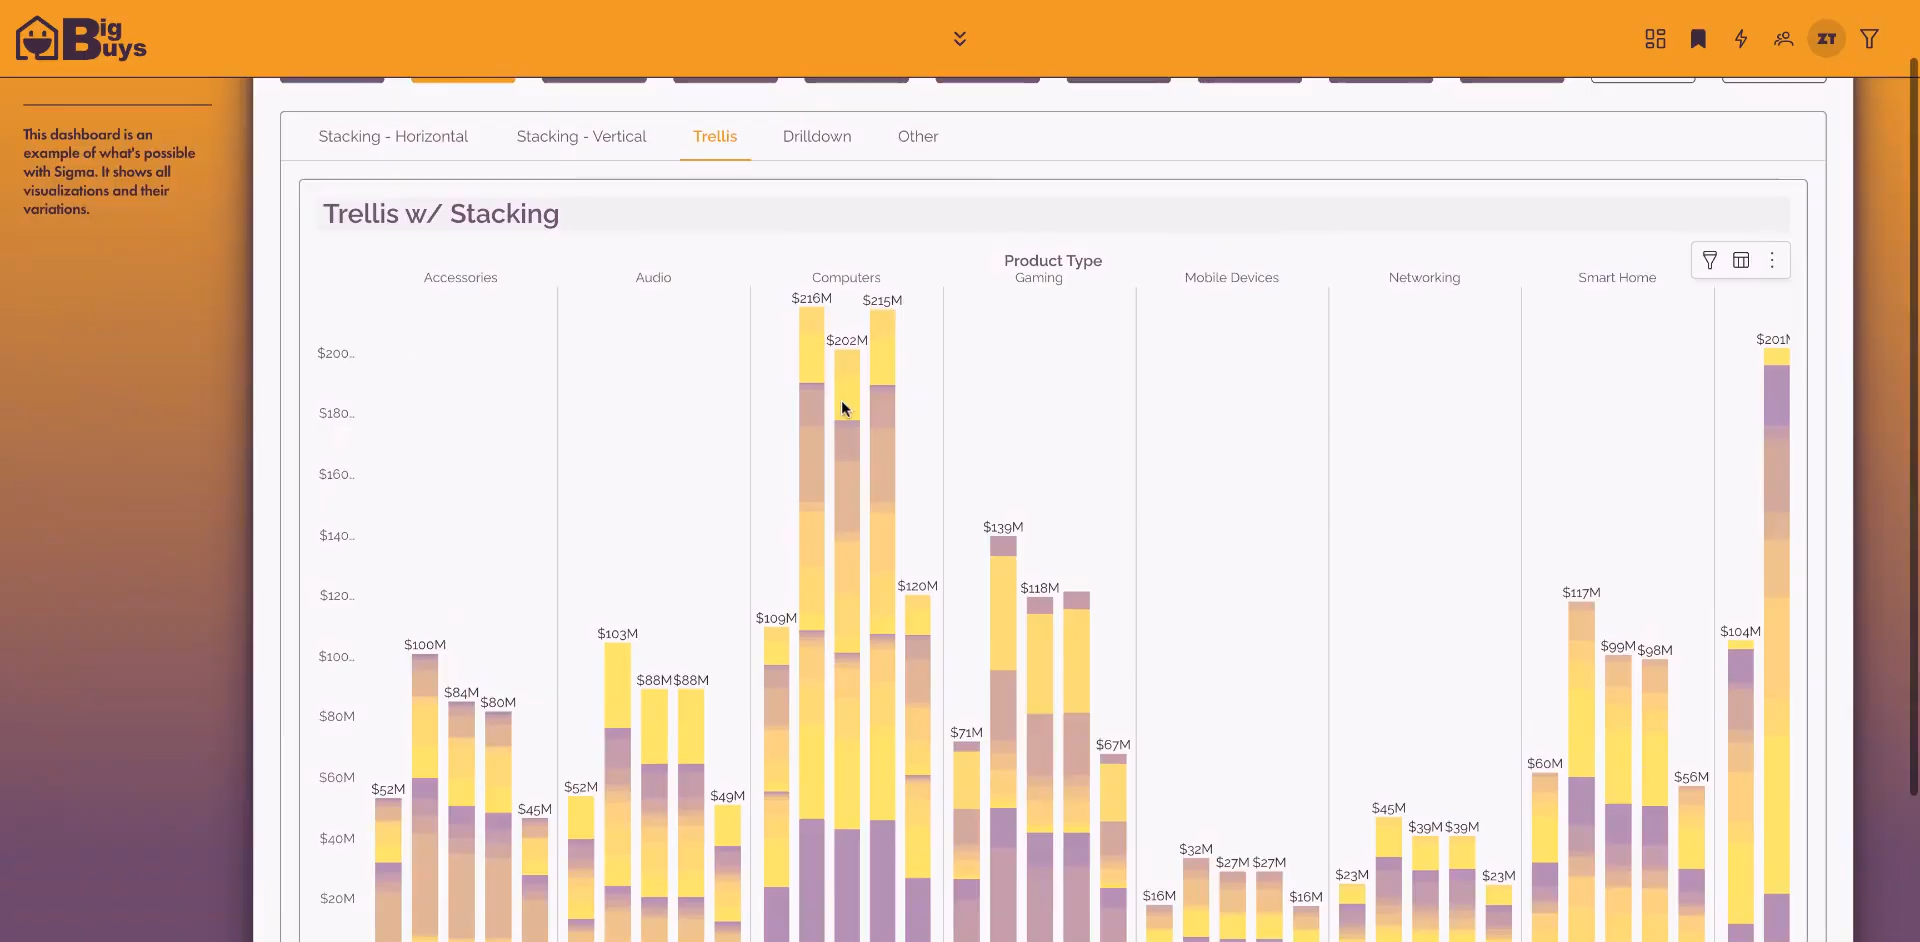 Big
Buys
ZT
This dashboard is an
example of what's possible
with Sigma. It shows all
visualizations and their
variations.
Stacking - Horizontal
Stacking - Vertical
Trellis
Drilldown
Other
Trellis w/ Stacking
Product Type
Accessories
Audio
Computers
Gaming
Mobile Devices
Networking
Smart Home
$200..
$180..
$160..
$140..
$120..
$100..
$80M
$60M
$40M
$20M
$52M
$100M
$84M
$80M
$45M
$52M
$103M
$88M
$88M
$49M
$109M
$216M
$202M
$215M
$120M
$71M
$139M
$118M
$67M
$16M
$32M
$27M
$27M
$16M
$23M
$45M
$39M
$39M
$23M
$60M
$117M
$99M
$98M
$56M
$104M
$201M